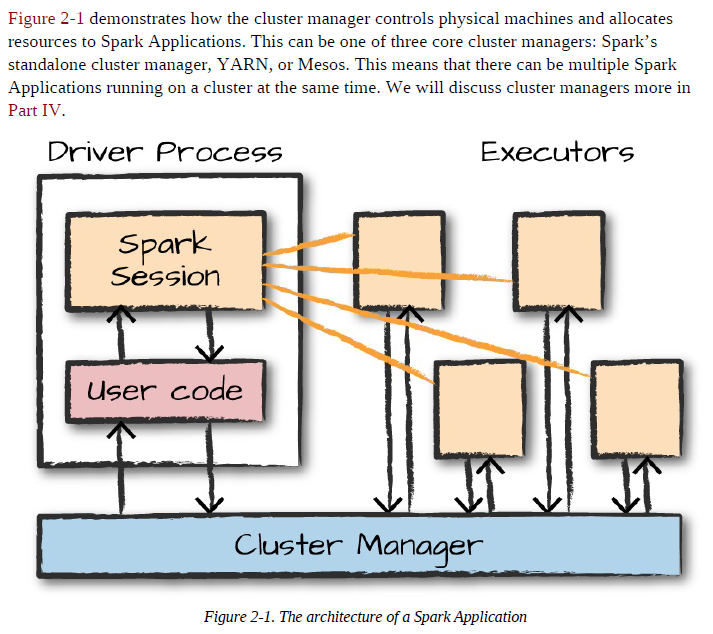 Figure 2-1 demonstrates how the cluster manager controls physical machines and allocates
resources to Spark Applications. This can be one of three core cluster managers: Spark’s
standalone cluster manager, YARN, or Mesos. This means that there can be multiple Spark
Applications running on a cluster at the same time. We will discuss cluster managers more in
Part IV.
Driver Process
Executors
Spark
Session
User code
Cluster Manager
Figure 2-1. The architecture of a Spark Application